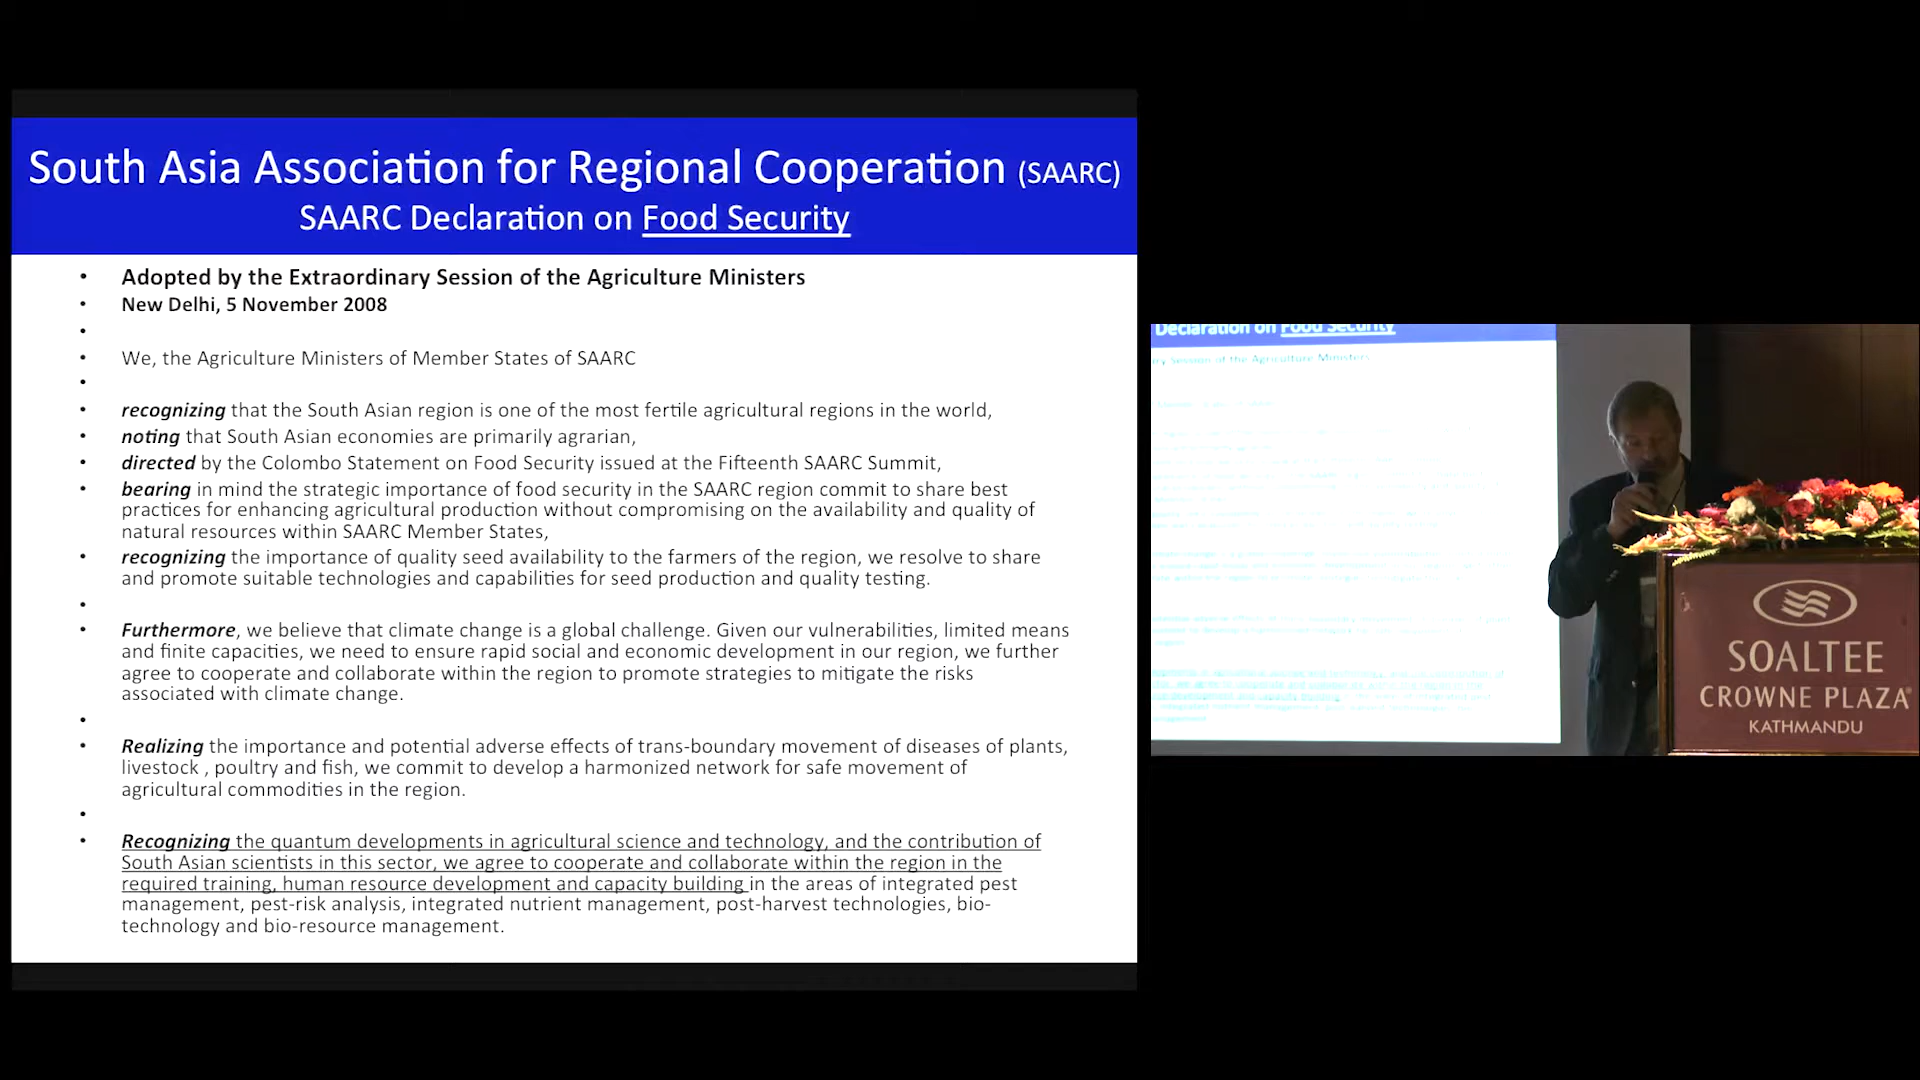 South Asia Association for Regional Cooperation (SAARC)
SAARC Declaration on Food Security
• Adopted by the Extraordinary Session of the Agriculture Ministers
• New Delhi, 5 November 2008
•
• We, the Agriculture Ministers of Member States of SAARC
•
• recognizing that the South Asian region is one of the most fertile agricultural regions in the world,
• noting that South Asian economies are primarily agrarian,
• directed by the Colombo Statement on Food Security issued at the Fifteenth SAARC Summit,
• bearing in mind the strategic importance of food security in the SAARC region commit to share best
practices for enhancing agricultural production without compromising on the availability and quality of
natural resources within SAARC Member States,
• recognizing the importance of quality seed availability to the farmers of the region, we resolve to share
and promote suitable technologies and capabilities for seed production and quality testing.
•
• Furthermore, we believe that climate change is a global challenge. Given our vulnerabilities, limited means
and finite capacities, we need to ensure rapid social and economic development in our region, we further
agree to cooperate and collaborate within the region to promote strategies to mitigate the risks
associated with climate change.
•
• Realizing the importance and potential adverse effects of trans-boundary movement of diseases of plants,
livestock , poultry and fish, we commit to develop a harmonized network for safe movement of
agricultural commodities in the region.
•
• Recognizing the quantum developments in agricultural science and technology, and the contribution of
South Asian scientists in this sector, we agree to cooperate and collaborate within the region in the
required training, human resource development and capacity building in the areas of integrated pest
management, pest-risk analysis, integrated nutrient management, post-harvest technologies, bio-
technology and bio-resource management.
Declaration on Food Security
Session of the Agriculture Ministers
SOALTEE
CROWNE PLAZA
KATHMANDU